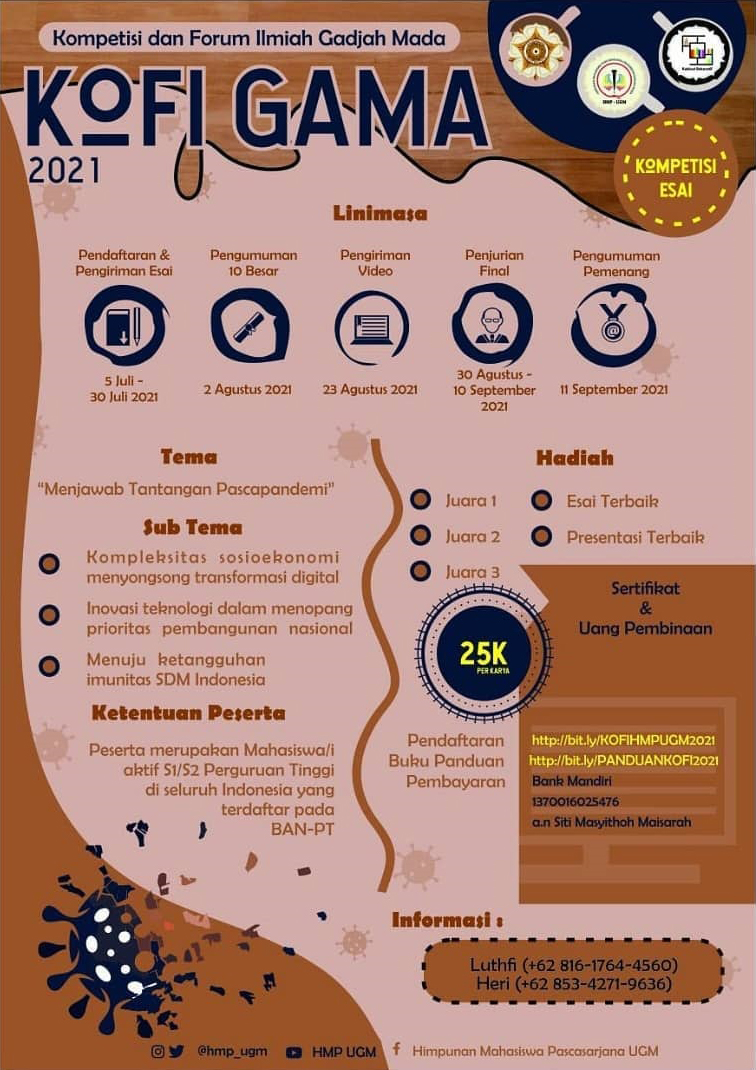 Kompetisi dan Forum Ilmiah Gadjah Mada
KOFI GAMA
2021
HMP - UGM
KOMPETISI
ESAI
Linimasa
Pendaftaran &
Pengiriman Esai
5 Juli -
30 Juli 2021
Pengumuman
10 Besar
2 Agustus 2021
Pengiriman
Video
23 Agustus 2021
Penjurian
Final
30 Agustus -
10 September
2021
Pengumuman
Pemenang
11 September 2021
Tema
“Menjawab Tantangan Pascapandemi”
Sub Tema
Kompleksitas sosioekonomi
menyongsong transformasi digital
Inovasi teknologi dalam menopang
prioritas pembangunan nasional
Menuju ketangguhan
imunitas SDM Indonesia
Ketentuan Peserta
Peserta merupakan Mahasiswa/i
aktif S1/S2 Perguruan Tinggi
di seluruh Indonesia yang
terdaftar pada
BAN-PT
Hadiah
Juara 1
Juara 2
Juara 3
Esai Terbaik
Presentasi Terbaik
Sertifikat
&
Uang Pembinaan
25K
PER KARYA
Pendaftaran
Buku Panduan
Pembayaran
http://bit.ly/KOFIHMPUGM2021
http://bit.ly/PANDUANKOFI2021
Bank Mandiri
1370016025476
a.n Siti Masyithoh Maisarah
Informasi :
Luthfi (+62 816-1764-4560)
Heri (+62 853-4271-9636)
@hmp_ugm
HMP UGM
Himpunan Mahasiswa Pascasarjana UGM